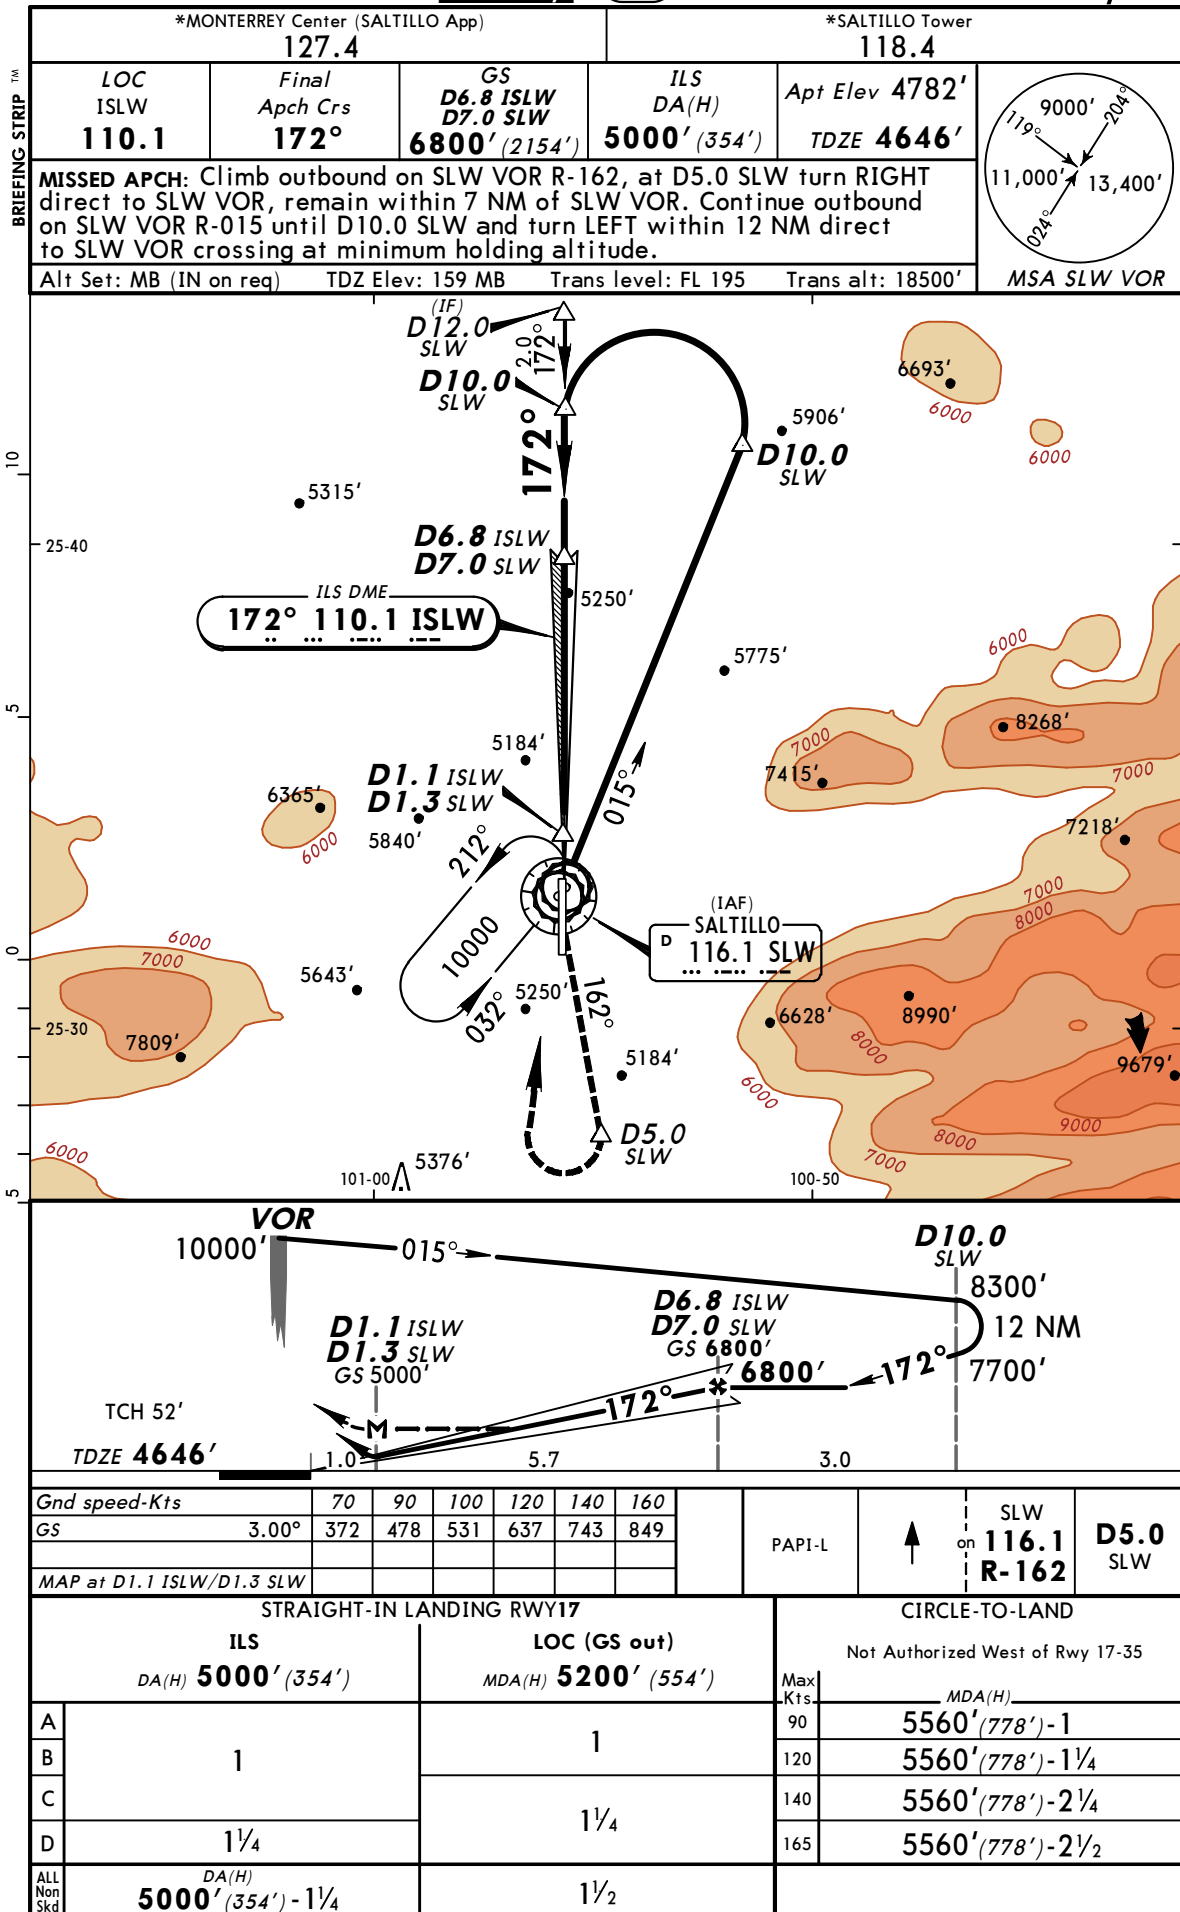 *MONTERREY Center (SALTILLO App)
127.4
*SALTILLO Tower
118.4
BRIEFING STRIP TM
LOC
ISLW
110.1
Final
Apch Crs
172°
GS
D6.8 ISLW
D7.0 SLW
6800' (2154')
ILS
DA(H)
5000' (354')
Apt Elev 4782'
TDZE 4646'
MISSED APCH: Climb outbound on SLW VOR R-162, at D5.0 SLW turn RIGHT
direct to SLW VOR, remain within 7 NM of SLW VOR. Continue outbound
on SLW VOR R-015 until D10.0 SLW and turn LEFT within 12 NM direct
to SLW VOR crossing at minimum holding altitude.
Alt Set: MB (IN on req) TDZ Elev: 159 MB Trans level: FL 195 Trans alt: 18500'
9000'
204°
119°
11,000'
13,400'
024°
MSA SLW VOR
(IF)
D12.0
SLW
2.0
172°
D10.0
SLW
172°
6693'
6000
5906'
D10.0
SLW
6000
10
5315'
D6.8 ISLW
D7.0 SLW
25-40
ILS DME
172° 110.1 ISLW
5250'
5775'
6000
5
8268'
5184'
7000
7415'
7000
D1.1 ISLW
D1.3 SLW
015°
6365'
5840'
6000
212°
7218'
7000
8000
(IAF)
SALTILLO
D 116.1 SLW
10000
032°
0
6000
7000
5643'
5250'
162°
25-30
7809'
6628'
8990'
8000
5184'
6000
9679'
D5.0
SLW
9000
8000
7000
6000
5376'
101-00
100-50
5
VOR
10000'
015°
D10.0
SLW
8300'
12 NM
7700'
D6.8 ISLW
D7.0 SLW
GS 6800'
D1.1 ISLW
D1.3 SLW
GS 5000'
6800'
172°
172°
M
TCH 52'
TDZE 4646'
1.0
5.7
3.0
Gnd speed-Kts 70 90 100 120 140 160
GS 3.00° 372 478 531 637 743 849
MAP at D1.1 ISLW/D1.3 SLW
PAPI-L
on
SLW
116.1
R-162
D5.0
SLW
STRAIGHT-IN LANDING RWY17
CIRCLE-TO-LAND
ILS
DA(H) 5000' (354')
LOC (GS out)
MDA(H) 5200' (554')
Not Authorized West of Rwy 17-35
Max
Kts
MDA(H)
A
B
C
D
1
1¼
1
1¼
90 5560' (778') - 1
120 5560' (778') - 1¼
140 5560' (778') - 2¼
165 5560' (778') - 2½
ALL
Non
Skd
DA(H)
5000' (354') - 1¼
1½